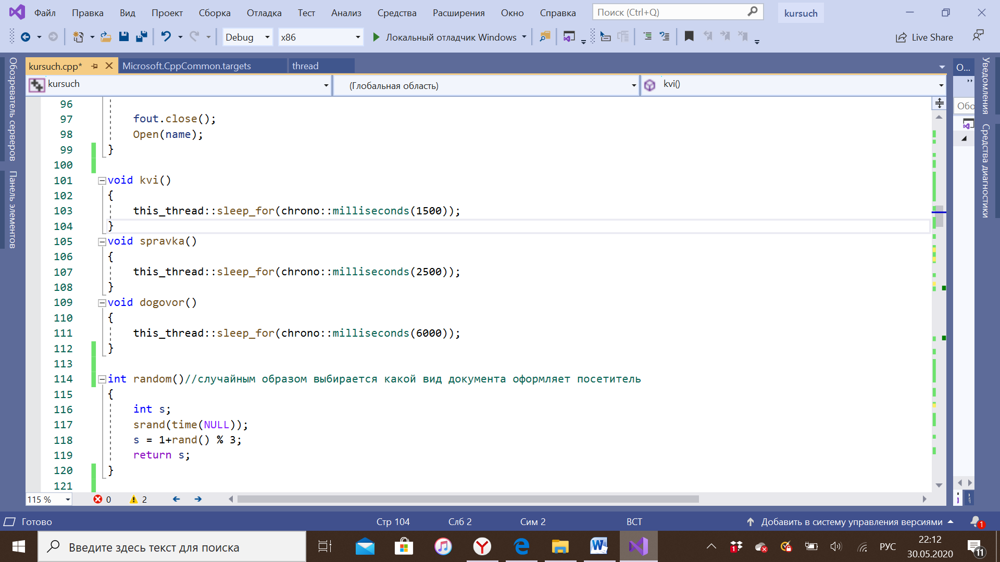 Файл Правка Вид Проект Сборка Отладка Тест Анализ Средства Расширения Окно Справка Поиск (Ctrl+Q) kursuch
Debug x86 Локальный отладчик Windows Live Share
kursuch.cpp* Microsoft.CppCommon.targets thread
kursuch (Глобальная область) kvi()
Обозреватель серверов
Панель элементов
96
97 fout.close();
98 Open(name);
99 }
100
101 void kvi()
102 {
103 this_thread::sleep_for(chrono::milliseconds(1500));
104 }
105 void spravka()
106 {
107 this_thread::sleep_for(chrono::milliseconds(2500));
108 }
109 void dogovor()
110 {
111 this_thread::sleep_for(chrono::milliseconds(6000));
112 }
113
114 int random()//случайным образом выбирается какой вид документа оформляет посетитель
115 {
116 int s;
117 srand(time(NULL));
118 s = 1+rand() % 3;
119 return s;
120 }
121
О...
Обо
Уведомления
Средства диагностики
115 % 0 2
Готово Стр 104 Слб 2 Сим 2 ВСТ Добавить в систему управления версиями 1
Введите здесь текст для поиска 1 РУС 22:12
30.05.2020 11